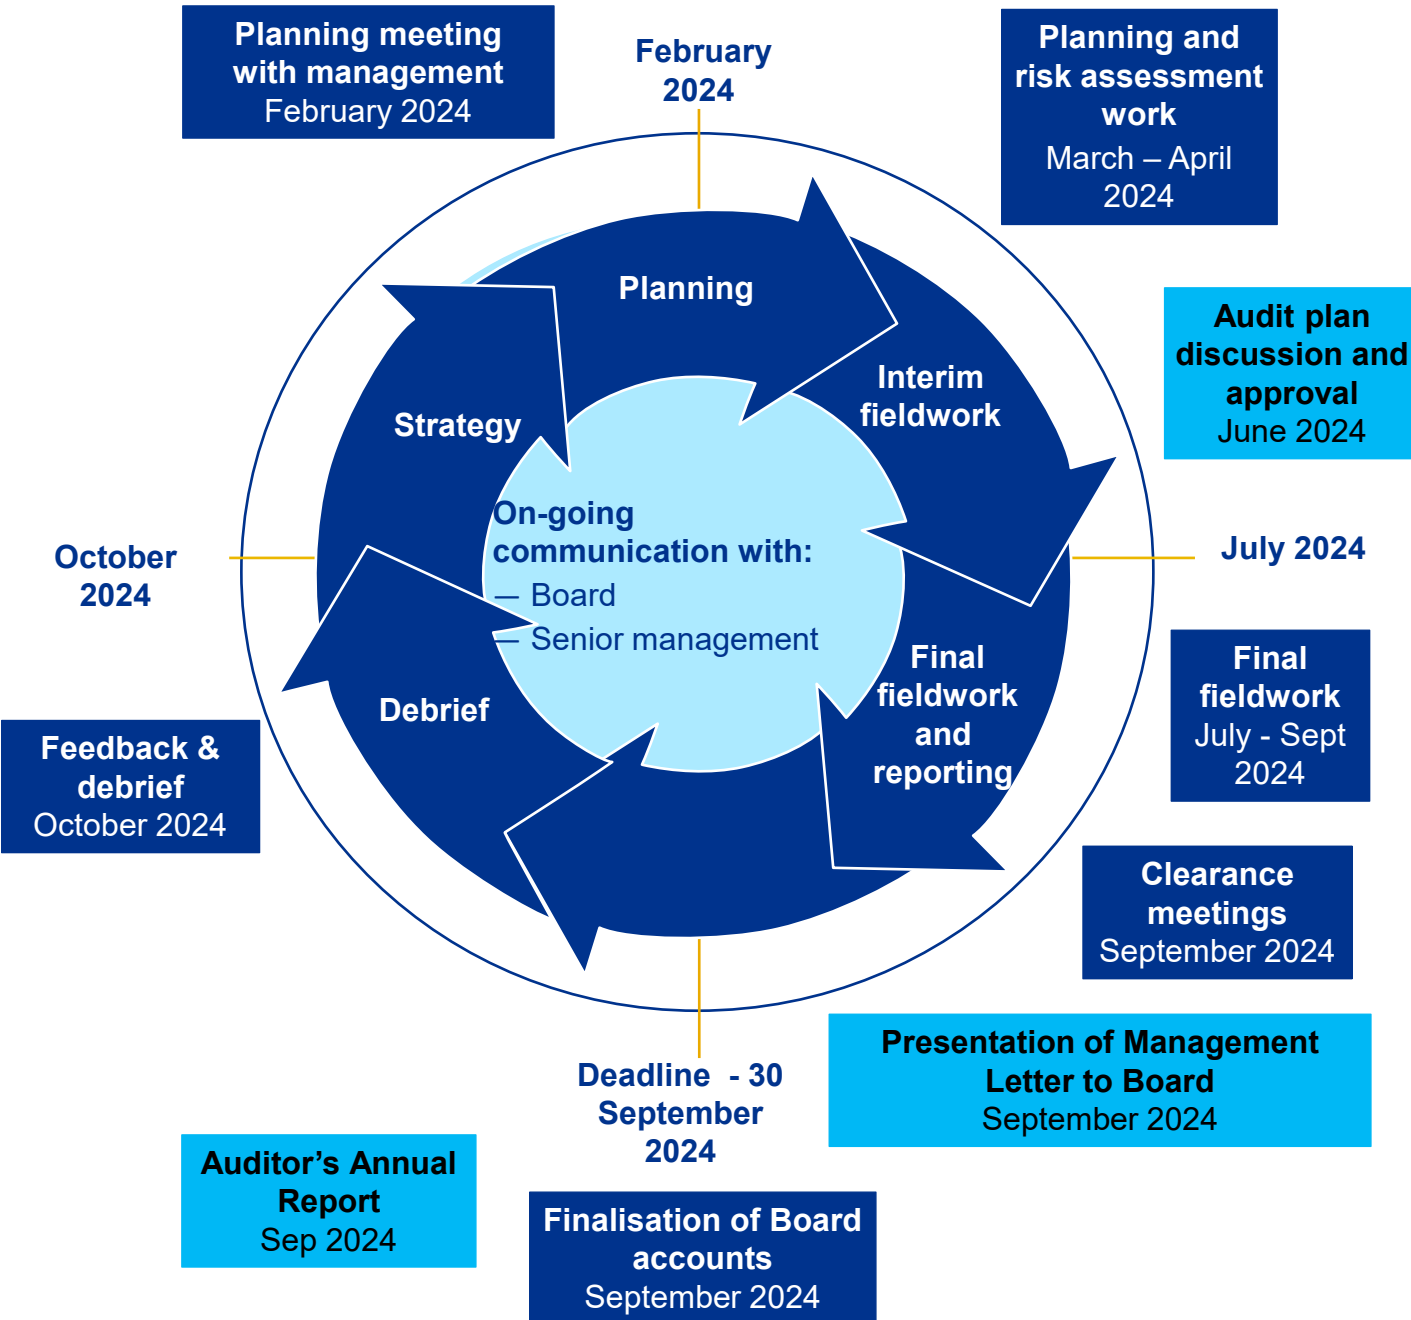 Planning meeting
with management
February 2024
February
2024
Planning and
risk assessment
work
March – April
2024
Audit plan
discussion and
approval
June 2024
July 2024
Final
fieldwork
July - Sept
2024
Clearance
meetings
September 2024
Presentation of Management
Letter to Board
September 2024
Deadline - 30
September
2024
Finalisation of Board
accounts
September 2024
Auditor’s Annual
Report
Sep 2024
Feedback &
debrief
October 2024
October
2024
Planning
Interim
fieldwork
Final
fieldwork
and
reporting
Debrief
Strategy
On-going
communication with:
— Board
— Senior management